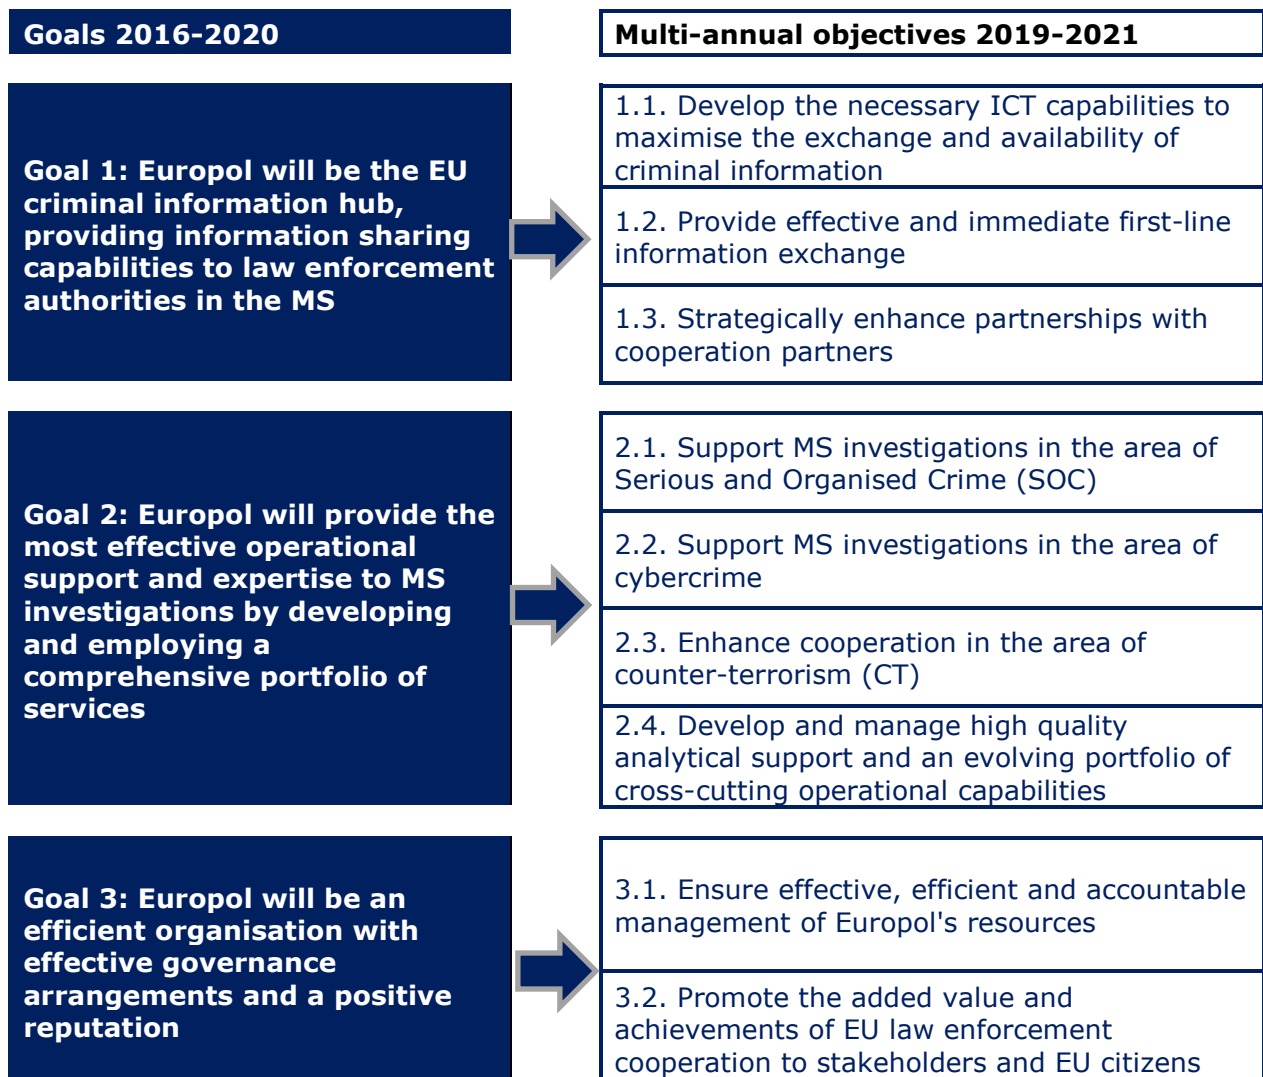 Goals 2016-2020
Multi-annual objectives 2019-2021
Goal 1: Europol will be the EU
criminal information hub,
providing information sharing
capabilities to law enforcement
authorities in the MS
1.1. Develop the necessary ICT capabilities to
maximise the exchange and availability of
criminal information
1.2. Provide effective and immediate first-line
information exchange
1.3. Strategically enhance partnerships with
cooperation partners
Goal 2: Europol will provide the
most effective operational
support and expertise to MS
investigations by developing
and employing a
comprehensive portfolio of
services
2.1. Support MS investigations in the area of
Serious and Organised Crime (SOC)
2.2. Support MS investigations in the area of
cybercrime
2.3. Enhance cooperation in the area of
counter-terrorism (CT)
2.4. Develop and manage high quality
analytical support and an evolving portfolio of
cross-cutting operational capabilities
Goal 3: Europol will be an
efficient organisation with
effective governance
arrangements and a positive
reputation
3.1. Ensure effective, efficient and accountable
management of Europol's resources
3.2. Promote the added value and
achievements of EU law enforcement
cooperation to stakeholders and EU citizens